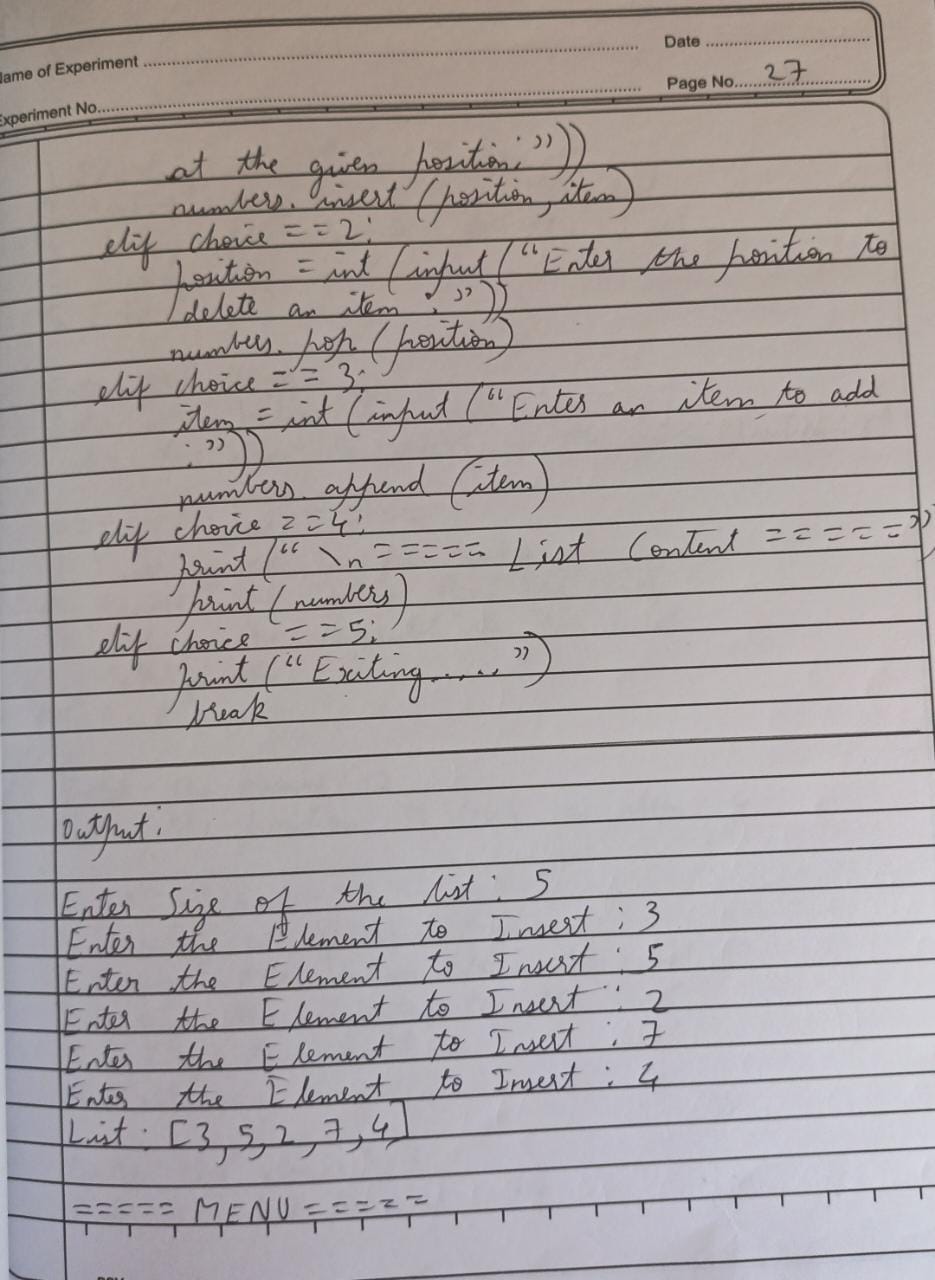 Name of Experiment
Date
Experiment No.
Page No. 27
at the given position:")))
numbers.insert(position, item)
elif choice == 2:
position = int(input("Enter the position to
delete an item :"))
numbers.pop(position)
elif choice == 3:
item = int(input("Enter an item to add
:"))
numbers.append(item)
elif choice ==4:
print("\n===== List Content =====")
print(numbers)
elif choice ==5:
print("Exiting.....")
break
Output:
Enter Size of the list: 5
Enter the Element to Insert : 3
Enter the Element to Insert : 5
Enter the Element to Insert : 2
Enter the Element to Insert : 7
Enter the Element to Insert : 4
List : [3, 5, 2, 7, 4]
===== MENU =====